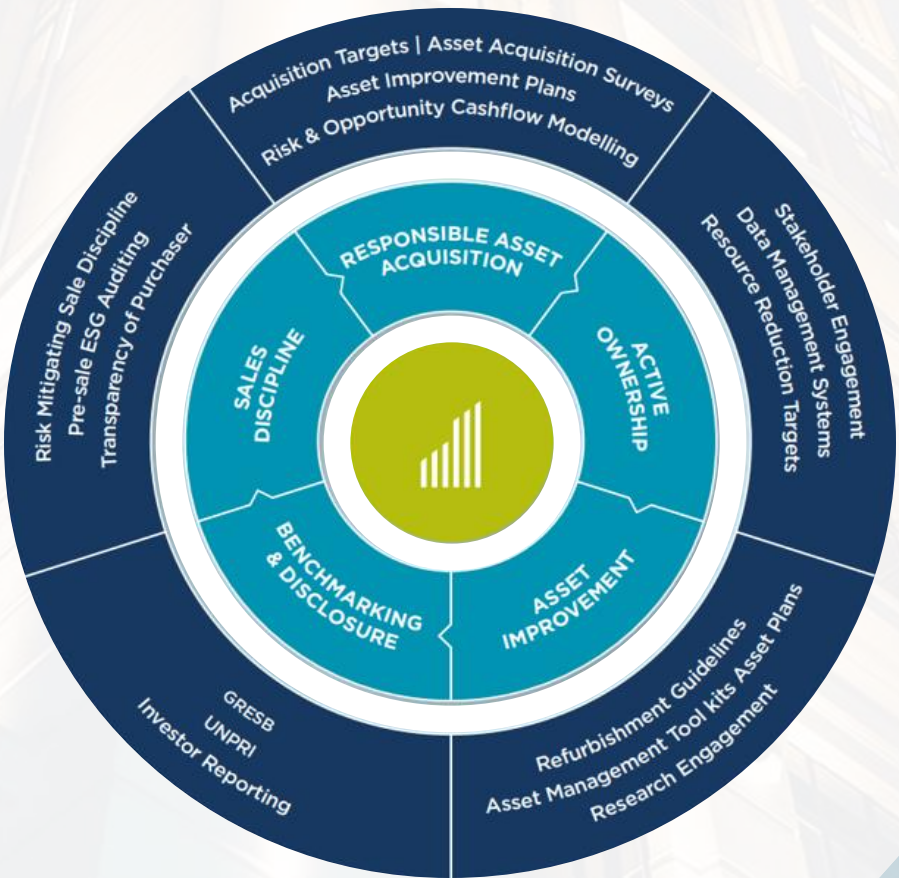 Acquisition Targets | Asset Acquisition Surveys
Asset Improvement Plans
Risk & Opportunity Cashflow Modelling
Stakeholder Engagement
Data Management Systems
Resource Reduction Targets
Refurbishment Guidelines
Asset Management Tool kits Asset Plans
Research Engagement
GRESB
UNPRI
Investor Reporting
Risk Mitigating Sale Discipline
Pre-sale ESG Auditing
Transparency of Purchaser
RESPONSIBLE ASSET
ACQUISITION
ACTIVE
OWNERSHIP
ASSET
IMPROVEMENT
BENCHMARKING
& DISCLOSURE
SALES
DISCIPLINE